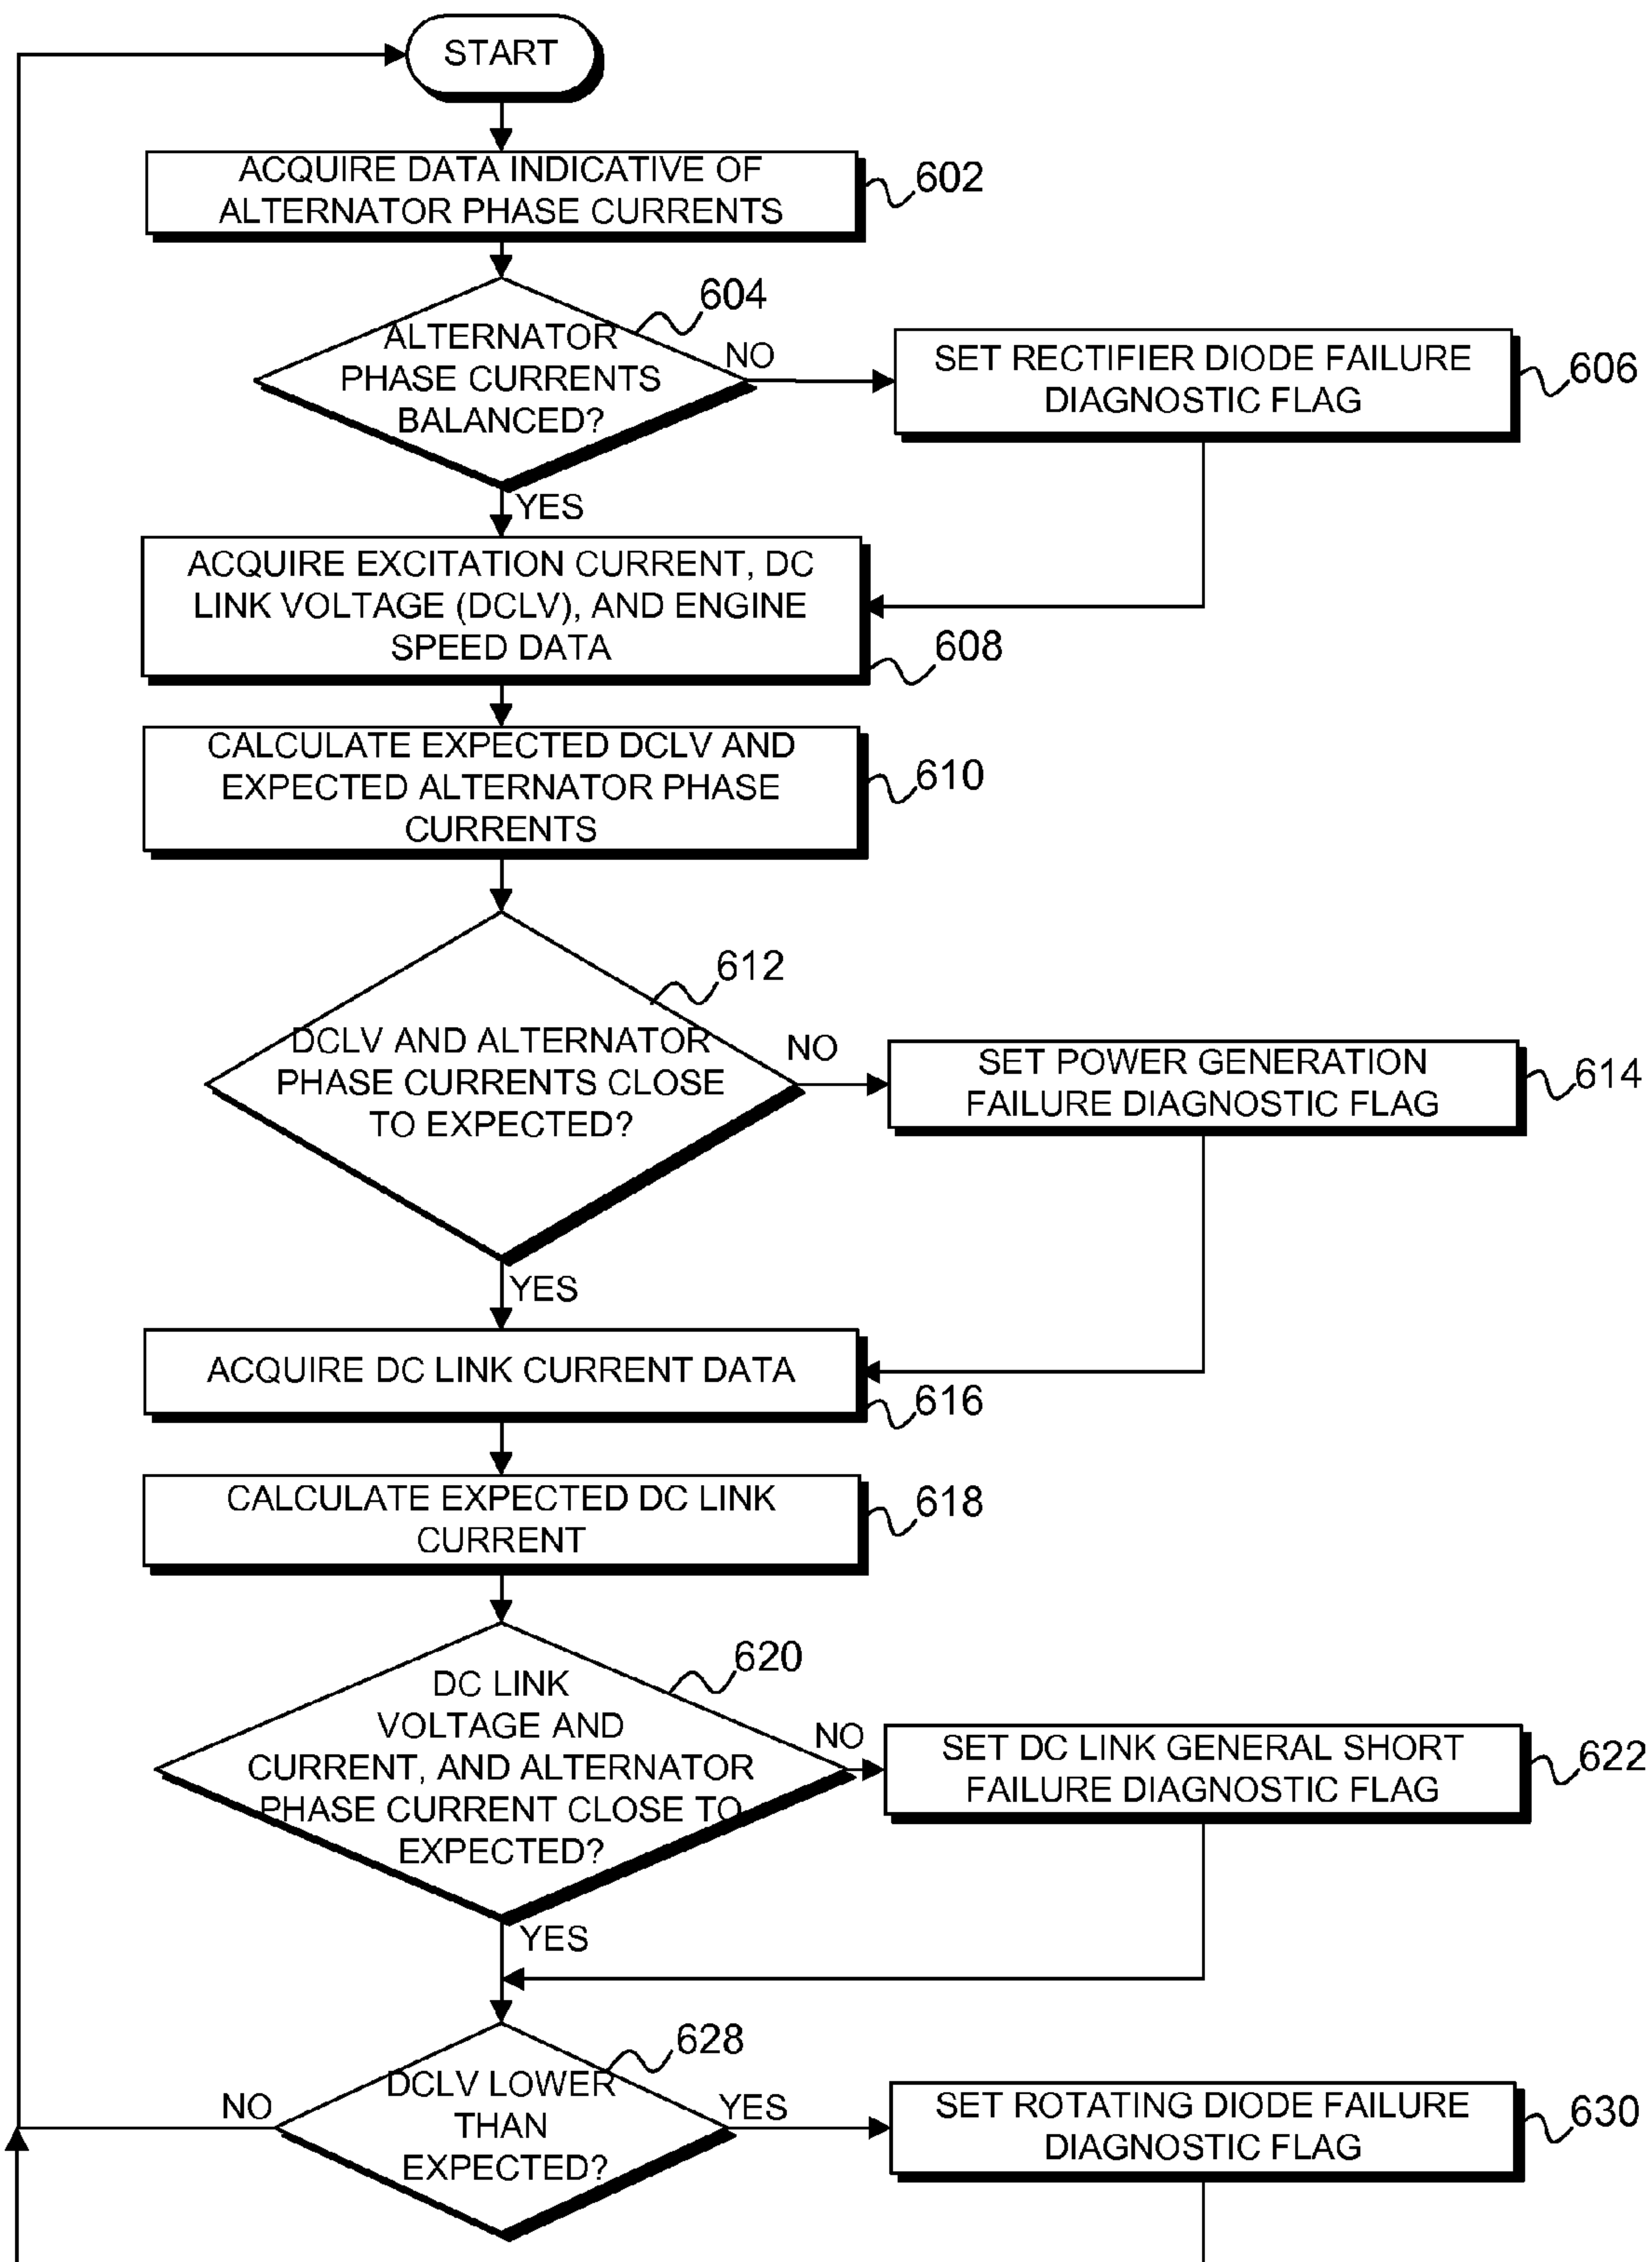 START
ACQUIRE DATA INDICATIVE OF
ALTERNATOR PHASE CURRENTS
602
604
ALTERNATOR
PHASE CURRENTS
BALANCED?
NO
SET RECTIFIER DIODE FAILURE
DIAGNOSTIC FLAG
606
YES
ACQUIRE EXCITATION CURRENT, DC
LINK VOLTAGE (DCLV), AND ENGINE
SPEED DATA
608
CALCULATE EXPECTED DCLV AND
EXPECTED ALTERNATOR PHASE
CURRENTS
610
612
DCLV AND ALTERNATOR
PHASE CURRENTS CLOSE
TO EXPECTED?
NO
SET POWER GENERATION
FAILURE DIAGNOSTIC FLAG
614
YES
ACQUIRE DC LINK CURRENT DATA
616
CALCULATE EXPECTED DC LINK
CURRENT
618
620
DC LINK
VOLTAGE AND
CURRENT, AND ALTERNATOR
PHASE CURRENT CLOSE TO
EXPECTED?
NO
SET DC LINK GENERAL SHORT
FAILURE DIAGNOSTIC FLAG
622
YES
628
DCLV LOWER
THAN
EXPECTED?
NO
YES
SET ROTATING DIODE FAILURE
DIAGNOSTIC FLAG
630